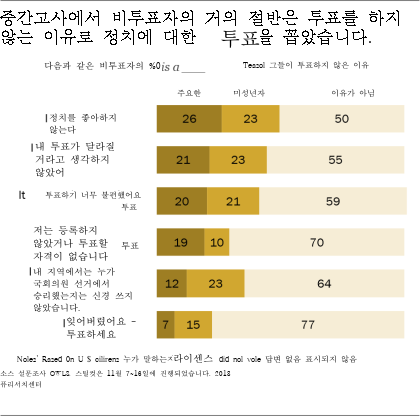 중간고사에서 비투표자의 거의 절반은 투표를 하지
않는 이유로 정치에 대한 투표을 꼽았습니다.
다음과 같은 비투표자의 %0is a____ Teasol 그들이 투표하지 않은 이유
주요한 미성년자 이유가 아닌
정치를 좋아하지
않는다
26 23 50
내 투표가 달라질
거라고 생각하지
않았어
21 23 55
It 투표하기 너무 불편했어요
투표
20 21 59
저는 등록하지
않았거나 투표할 투표
자격이 없습니다
19 10 70
내 지역에서는 누가
국회의원 선거에서
승리했는지는 신경 쓰지
않았습니다.
12 23 64
잊어버렸어요 -
투표하세요
7 15 77
누가 말하는×라이센스 did nol vole 답변 없음 표시되지 않음
소스 설문조사 스틸컷은 11월 7~16일에 진행되었습니다. 2018
퓨리서치센터